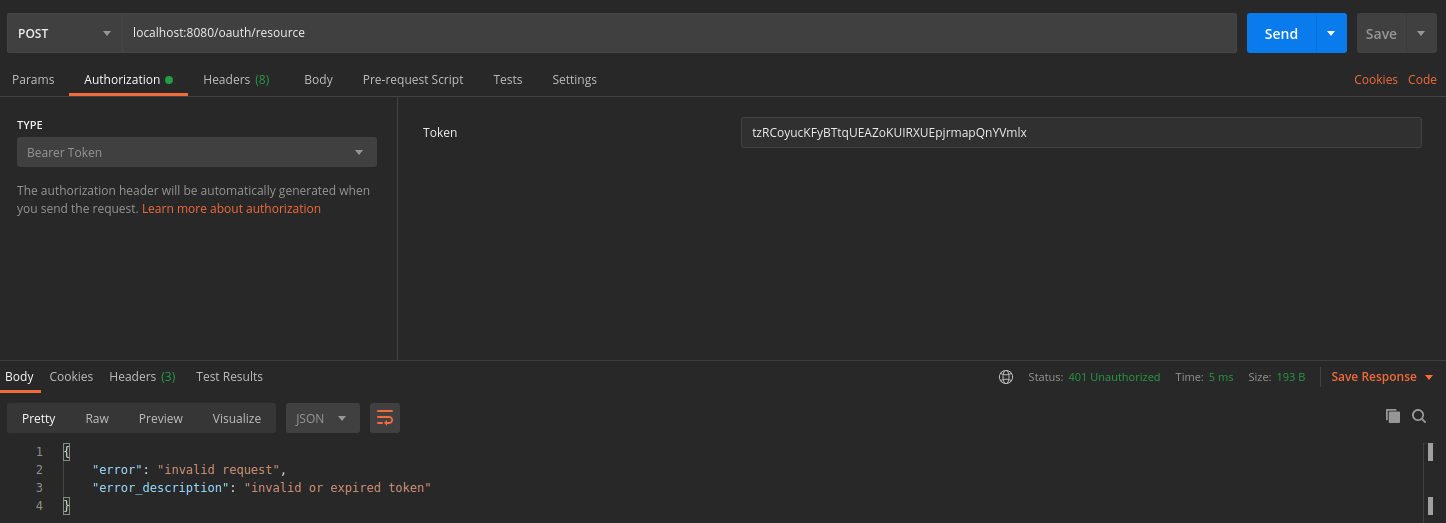 POST localhost:8080/oauth/resource Send Save
Params Authorization Headers (8) Body Pre-request Script Tests Settings Cookies Code
TYPE
Bearer Token
The authorization header will be automatically generated when
you send the request. Learn more about authorization
Token tzRCoyucKFyBTtqUEAZoKUIRXUEpjrmapQnYVmlx
Body Cookies Headers (3) Test Results Status: 401 Unauthorized Time: 5 ms Size: 193 B Save Response
Pretty Raw Preview Visualize JSON
1 {
2 "error": "invalid request",
3 "error_description": "invalid or expired token"
4 }